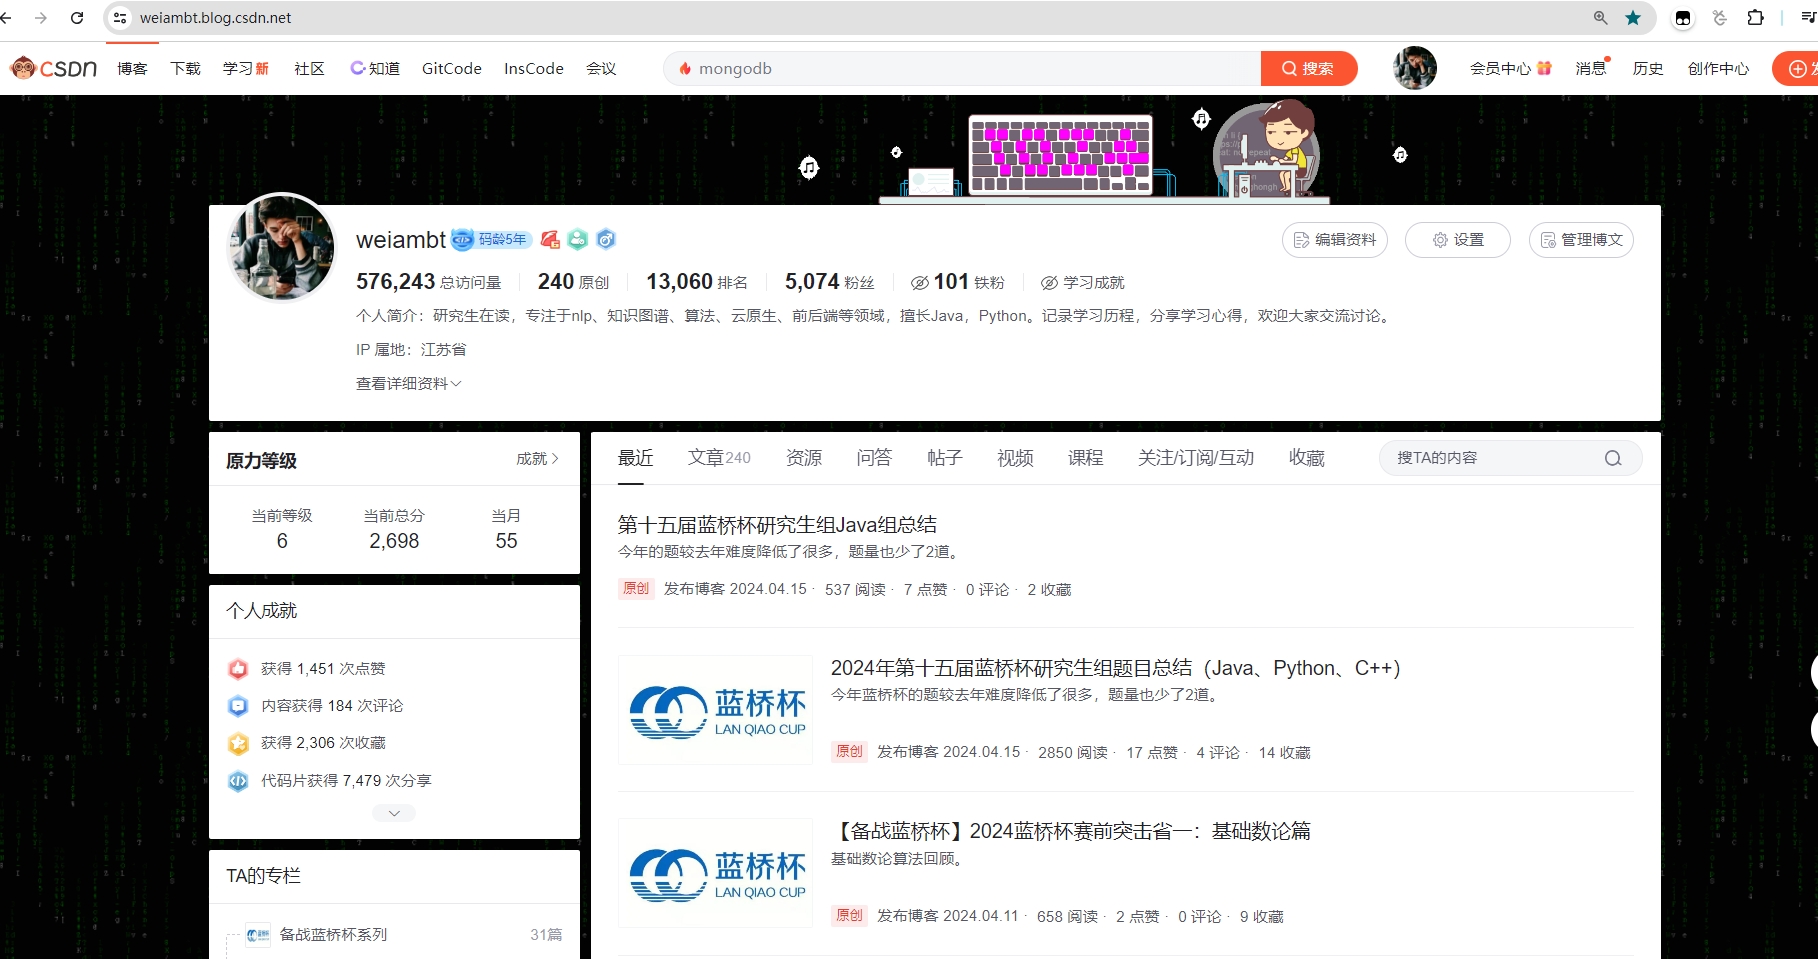 weiambt.blog.csdn.net
CSDN 博客 下载 学习新 社区 C知道 GitCode InsCode 会议 mongodb 搜索 会员中心 消息 历史 创作中心
weiambt 码龄5年 编辑资料 设置 管理博文
576,243 总访问量 240 原创 13,060 排名 5,074 粉丝 101 铁粉 学习成就
个人简介：研究生在读，专注于nlp、知识图谱、算法、云原生、前后端等领域，擅长Java，Python。记录学习历程，分享学习心得，欢迎大家交流讨论。
IP 属地：江苏省
查看详细资料
原力等级 成就
当前等级 当前总分 当月
6 2,698 55
个人成就
获得 1,451 次点赞
内容获得 184 次评论
获得 2,306 次收藏
代码片获得 7,479 次分享
TA的专栏
备战蓝桥杯系列 31篇
最近 文章240 资源 问答 帖子 视频 课程 关注/订阅/互动 收藏 搜TA的内容
第十五届蓝桥杯研究生组Java组总结
今年的题较去年难度降低了很多，题量也少了2道。
原创 发布博客 2024.04.15 · 537 阅读 · 7 点赞 · 0 评论 · 2 收藏
蓝桥杯
LAN QIAO CUP
2024年第十五届蓝桥杯研究生组题目总结（Java、Python、C++）
今年蓝桥杯的题较去年难度降低了很多，题量也少了2道。
原创 发布博客 2024.04.15 · 2850 阅读 · 17 点赞 · 4 评论 · 14 收藏
蓝桥杯
LAN QIAO CUP
【备战蓝桥杯】2024蓝桥杯赛前突击省一：基础数论篇
基础数论算法回顾。
原创 发布博客 2024.04.11 · 658 阅读 · 2 点赞 · 0 评论 · 9 收藏